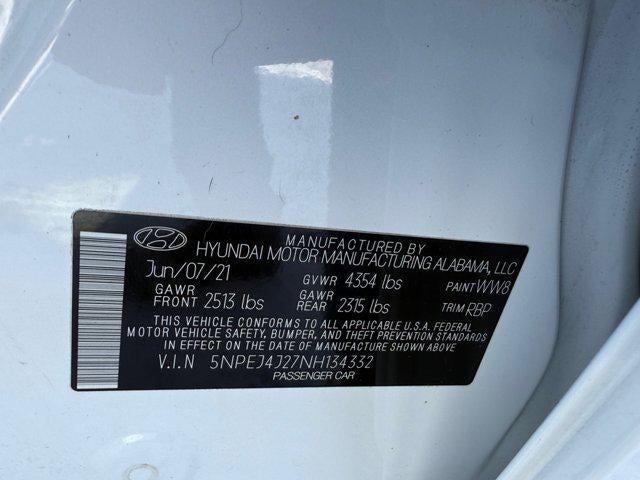 MANUFACTURED BY
HYUNDAI MOTOR MANUFACTURING ALABAMA, LLC
Jun/07/21 GVWR 4354 lbs PAINT WW8
GAWR FRONT 2513 lbs GAWR REAR 2315 lbs TRIM RBP
THIS VEHICLE CONFORMS TO ALL APPLICABLE U.S.A. FEDERAL
MOTOR VEHICLE SAFETY, BUMPER, AND THEFT PREVENTION STANDARDS
IN EFFECT ON THE DATE OF MANUFACTURE SHOWN ABOVE
V.I.N 5NPEJ4J27NH134332
PASSENGER CAR